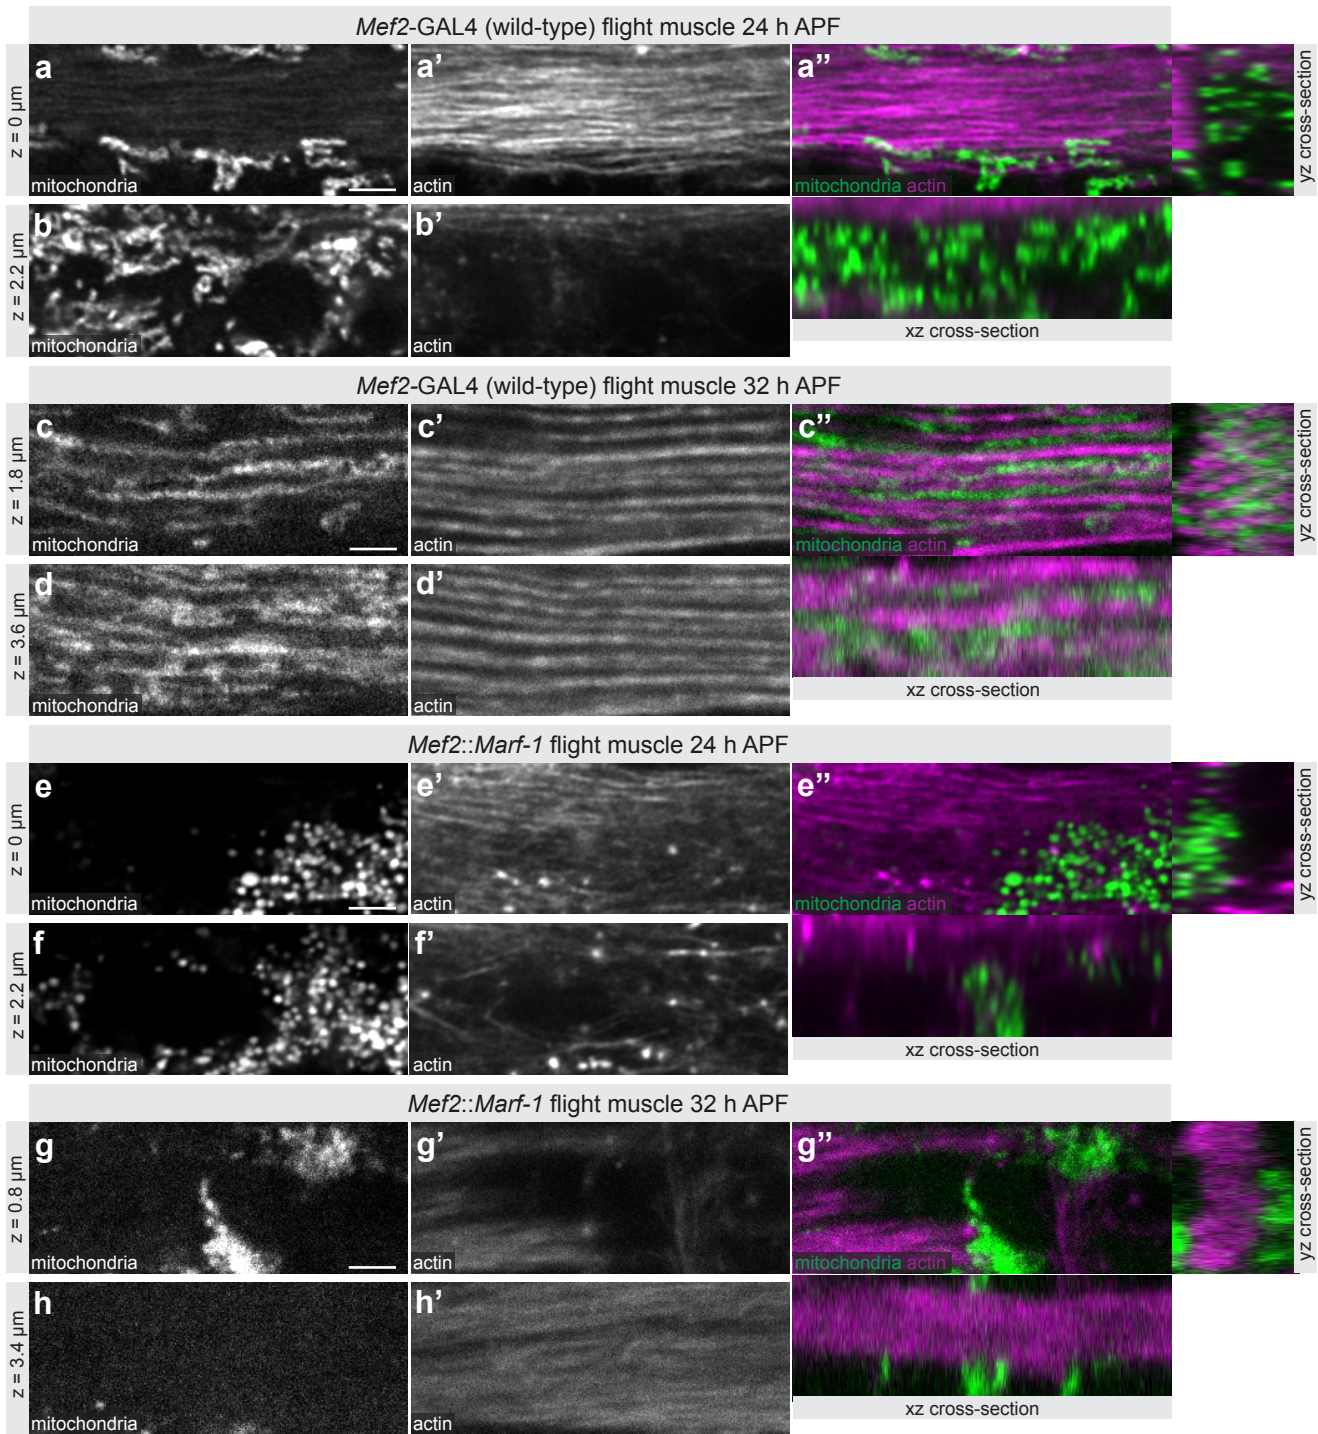 Mef2-GAL4 (wild-type) flight muscle 24 h APF
z = 0 µm
a
mitochondria
a'
actin
a"
mitochondria actin
yz cross-section
z = 2.2 µm
b
mitochondria
b'
actin
xz cross-section
Mef2-GAL4 (wild-type) flight muscle 32 h APF
z = 1.8 µm
c
mitochondria
c'
actin
c"
mitochondria actin
yz cross-section
z = 3.6 µm
d
mitochondria
d'
actin
xz cross-section
Mef2::Marf-1 flight muscle 24 h APF
z = 0 µm
e
mitochondria
e'
actin
e"
mitochondria actin
yz cross-section
z = 2.2 µm
f
mitochondria
f'
actin
xz cross-section
Mef2::Marf-1 flight muscle 32 h APF
z = 0.8 µm
g
mitochondria
g'
actin
g"
mitochondria actin
yz cross-section
z = 3.4 µm
h
mitochondria
h'
actin
xz cross-section